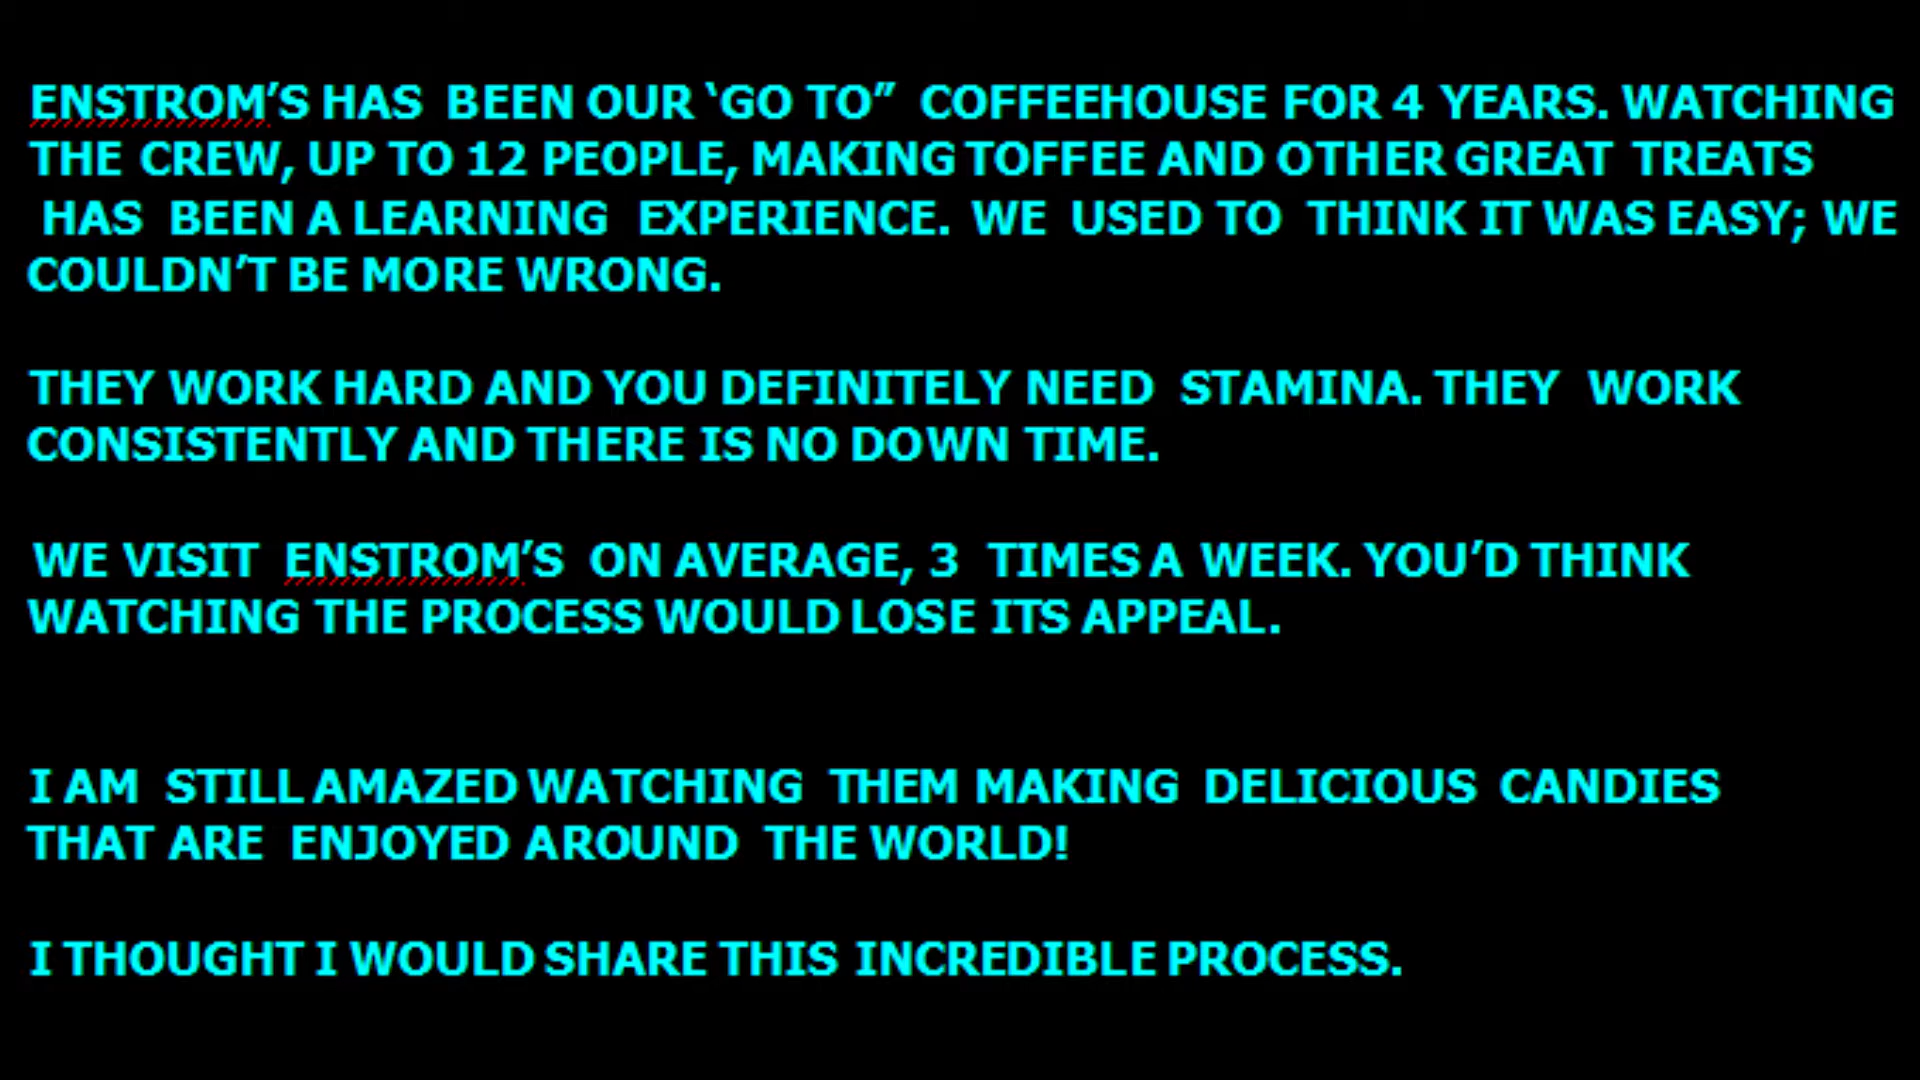 ENSTROM’S HAS BEEN OUR ‘GO TO” COFFEEHOUSE FOR 4 YEARS. WATCHING
THE CREW, UP TO 12 PEOPLE, MAKING TOFFEE AND OTHER GREAT TREATS
HAS BEEN A LEARNING EXPERIENCE. WE USED TO THINK IT WAS EASY; WE
COULDN’T BE MORE WRONG.
THEY WORK HARD AND YOU DEFINITELY NEED STAMINA. THEY WORK
CONSISTENTLY AND THERE IS NO DOWN TIME.
WE VISIT ENSTROM’S ON AVERAGE, 3 TIMES A WEEK. YOU’D THINK
WATCHING THE PROCESS WOULD LOSE ITS APPEAL.
I AM STILL AMAZED WATCHING THEM MAKING DELICIOUS CANDIES
THAT ARE ENJOYED AROUND THE WORLD!
I THOUGHT I WOULD SHARE THIS INCREDIBLE PROCESS.